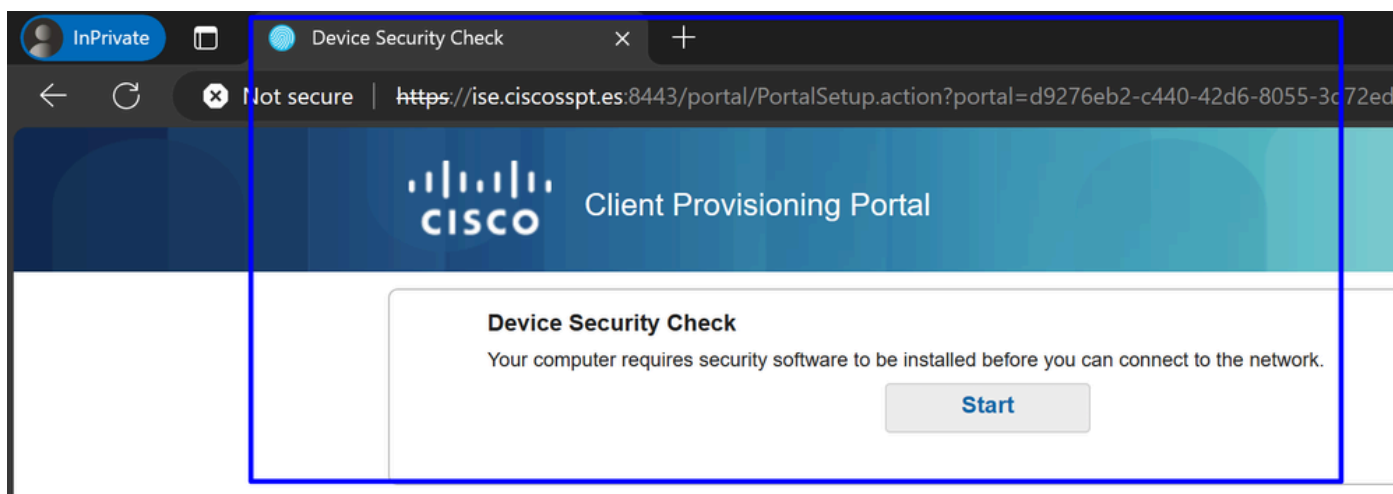 InPrivate
Device Security Check
Not secure
https://ise.ciscosspt.es:8443/portal/PortalSetup.action?portal=d9276eb2-c440-42d6-8055-3d72ed
CISCO
Client Provisioning Portal
Device Security Check
Your computer requires security software to be installed before you can connect to the network.
Start